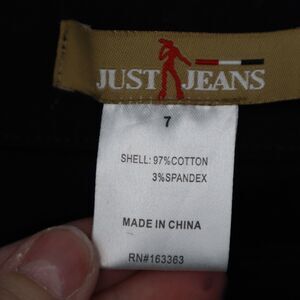 JUST JEANS
7
SHELL: 97%COTTON
3%SPANDEX
MADE IN CHINA
RN#163363